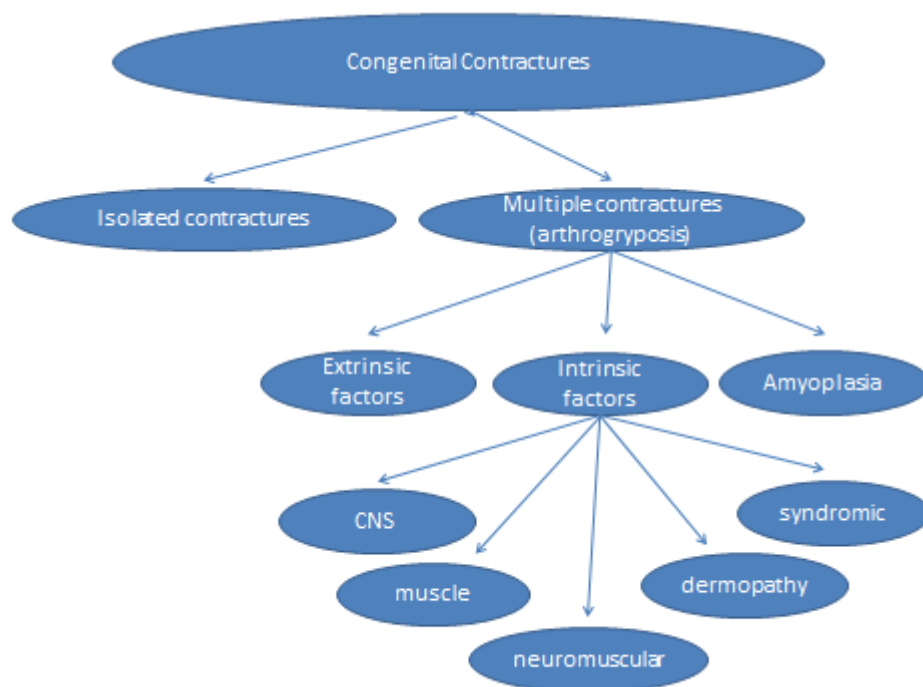 Congenital Contractures
Isolated contractures
Multiple contractures
(arthrogryposis)
Extrinsic
factors
Intrinsic
factors
Amyoplasia
CNS
syndromic
muscle
dermopathy
neuromuscular